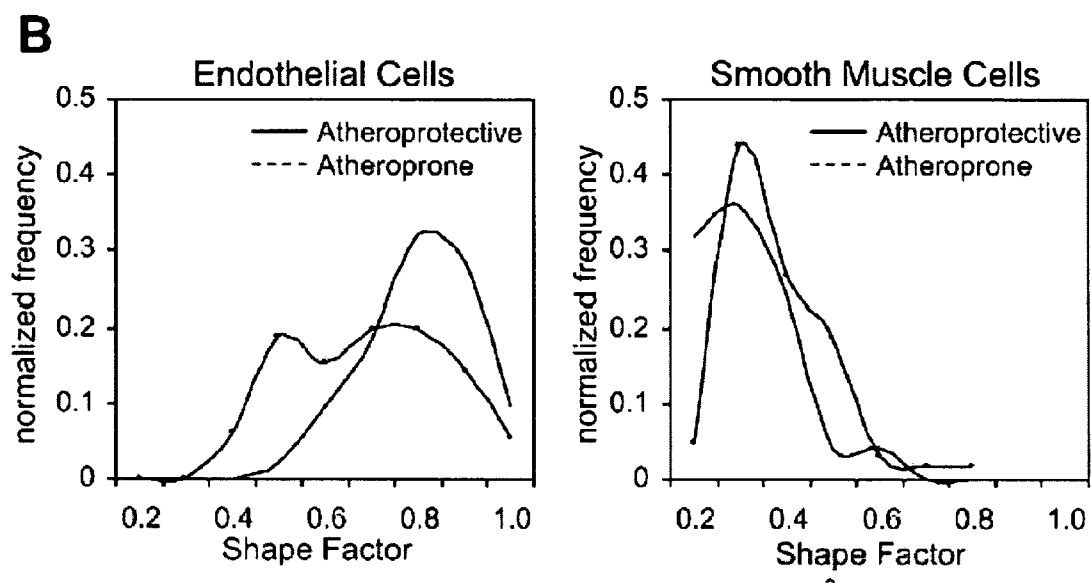 B
Endothelial Cells
Smooth Muscle Cells
normalized frequency
0.5
0.4
0.3
0.2
0.1
0
Atheroprotective
Atheroprone
0.2 0.4 0.6 0.8 1.0
Shape Factor
normalized frequency
0.5
0.4
0.3
0.2
0.1
0
Atheroprotective
Atheroprone
0.2 0.4 0.6 0.8 1.0
Shape Factor